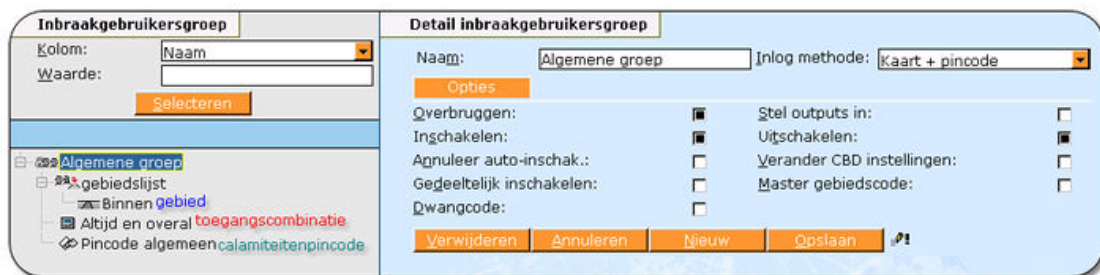 Inbraakgebruikersgroep
Kolom: Naam
Waarde:
Selecteren
Algemene groep
gebiedslijst
Binnen gebied
Altijd en overal toegangscombinatie
Pincode algemeen calamiteitenpincode
Detail inbraakgebruikersgroep
Naam: Algemene groep Inlog methode: Kaart + pincode
Opties
Overbruggen: Stel outputs in:
Inschakelen: Uitschakelen:
Annuleer auto-inschak.: Verander CBD instellingen:
Gedeeltelijk inschakelen: Master gebiedscode:
Dwangcode:
Verwijderen Annuleren Nieuw Opslaan